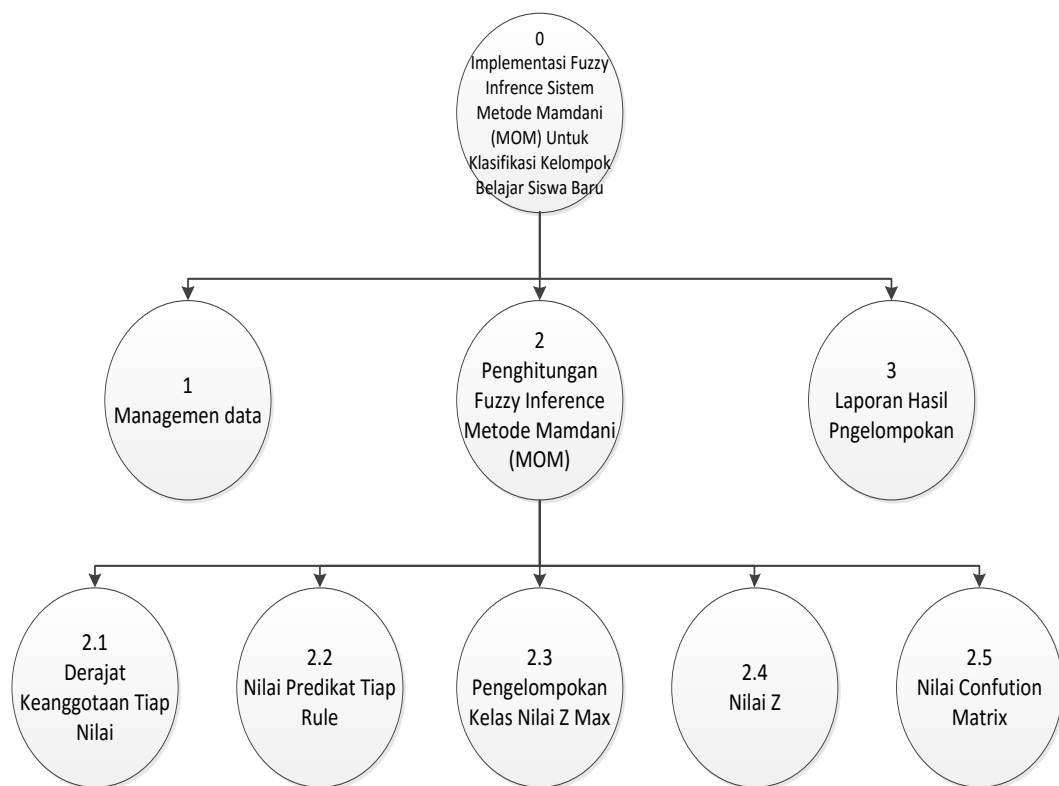 0
Implementasi Fuzzy
Infrence Sistem
Metode Mamdani
(MOM) Untuk
Klasifikasi Kelompok
Belajar Siswa Baru
1
Managemen data
2
Penghitungan
Fuzzy Inference
Metode Mamdani
(MOM)
3
Laporan Hasil
Pngelompokan
2.1
Derajat
Keanggotaan Tiap
Nilai
2.2
Nilai Predikat Tiap
Rule
2.3
Pengelompokan
Kelas Nilai Z Max
2.4
Nilai Z
2.5
Nilai Confution
Matrix